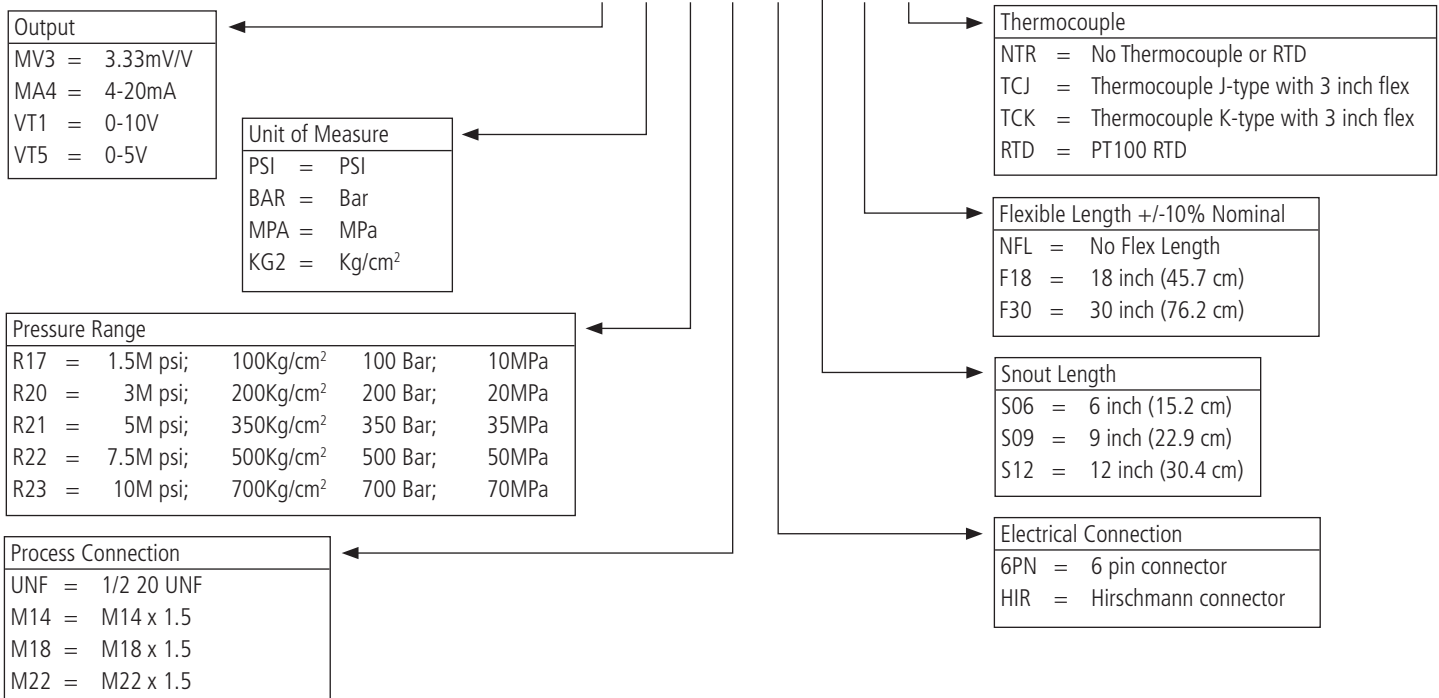 Output
MV3 = 3.33mV/V
MA4 = 4-20mA
VT1 = 0-10V
VT5 = 0-5V
Unit of Measure
PSI = PSI
BAR = Bar
MPA = MPa
KG2 = Kg/cm²
Pressure Range
R17 = 1.5M psi; 100Kg/cm² 100 Bar; 10MPa
R20 = 3M psi; 200Kg/cm² 200 Bar; 20MPa
R21 = 5M psi; 350Kg/cm² 350 Bar; 35MPa
R22 = 7.5M psi; 500Kg/cm² 500 Bar; 50MPa
R23 = 10M psi; 700Kg/cm² 700 Bar; 70MPa
Process Connection
UNF = 1/2 20 UNF
M14 = M14 x 1.5
M18 = M18 x 1.5
M22 = M22 x 1.5
Thermocouple
NTR = No Thermocouple or RTD
TCJ = Thermocouple J-type with 3 inch flex
TCK = Thermocouple K-type with 3 inch flex
RTD = PT100 RTD
Flexible Length +/-10% Nominal
NFL = No Flex Length
F18 = 18 inch (45.7 cm)
F30 = 30 inch (76.2 cm)
Snout Length
S06 = 6 inch (15.2 cm)
S09 = 9 inch (22.9 cm)
S12 = 12 inch (30.4 cm)
Electrical Connection
6PN = 6 pin connector
HIR = Hirschmann connector